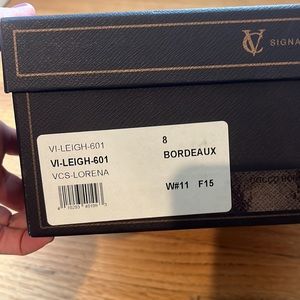 VC SIGNA
VI-LEIGH-601 8
VI-LEIGH-601 BORDEAUX
VCS-LORENA
W#11 F15